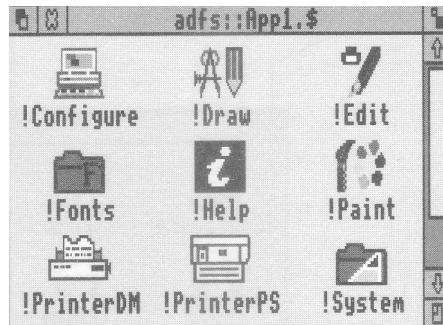 adfs::App1.$
!Configure !Draw !Edit
!Fonts !Help !Paint
!PrinterDM !PrinterPS !System